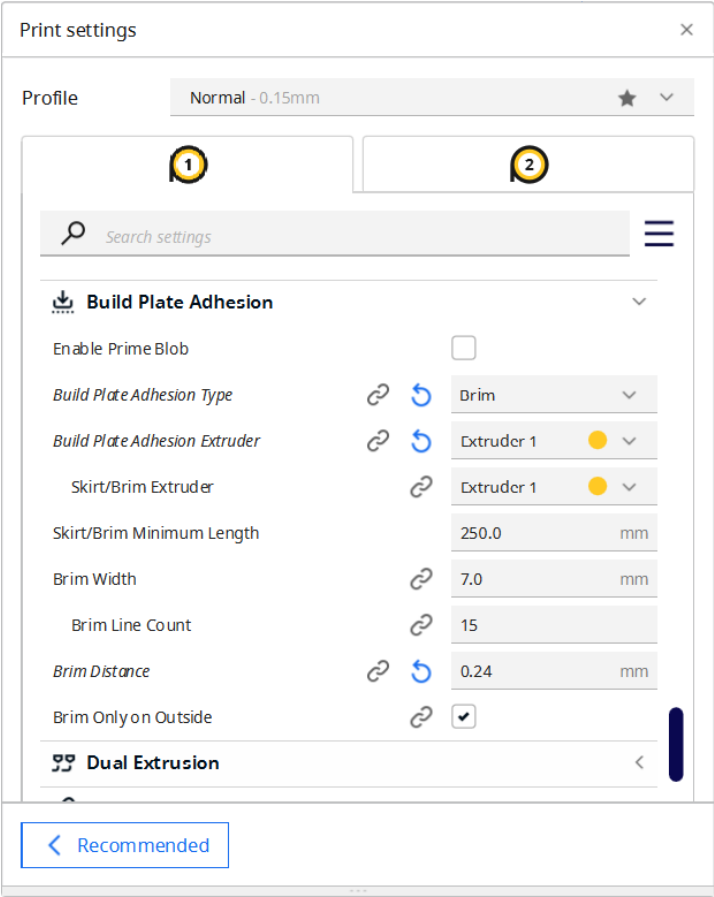 Print settings
Profile Normal - 0.15mm
1 2
Search settings
Build Plate Adhesion
Enable Prime Blob
Build Plate Adhesion Type Brim
Build Plate Adhesion Extruder Extruder 1
Skirt/Brim Extruder Extruder 1
Skirt/Brim Minimum Length 250.0 mm
Brim Width 7.0 mm
Brim Line Count 15
Brim Distance 0.24 mm
Brim Only on Outside
Dual Extrusion
Recommended